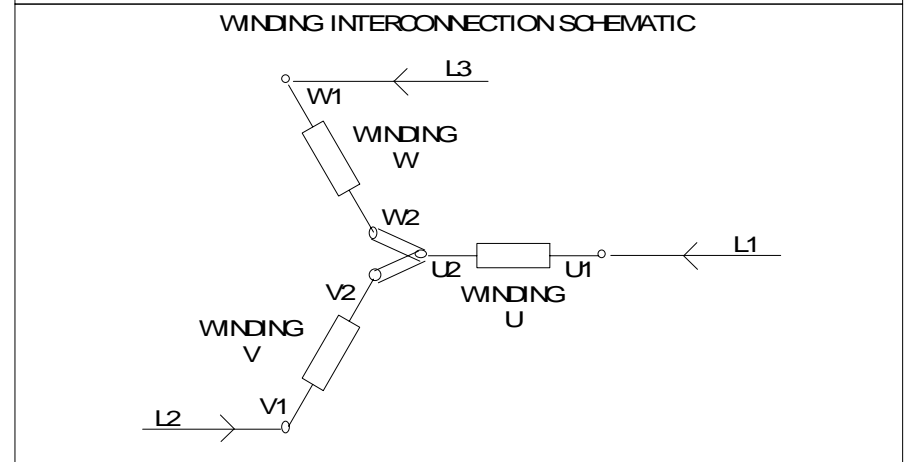 WINDING INTERCONNECTION SCHEMATIC
L3
W1
WINDING
W
W2
L1
U2
U1
V2
WINDING
U
WINDING
V
V1
L2